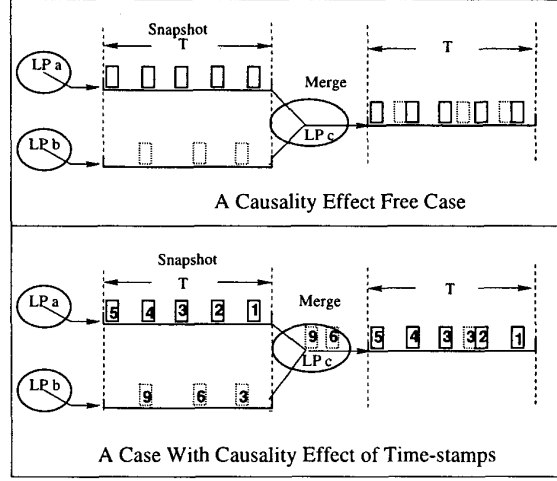 Snapshot
T
T
LP a
Merge
LP b
LP c
A Causality Effect Free Case
Snapshot
T
T
LP a
5 4 3 2 1
Merge
9 6
5 4 3 3 2 1
LP c
LP b
9 6 3
A Case With Causality Effect of Time-stamps